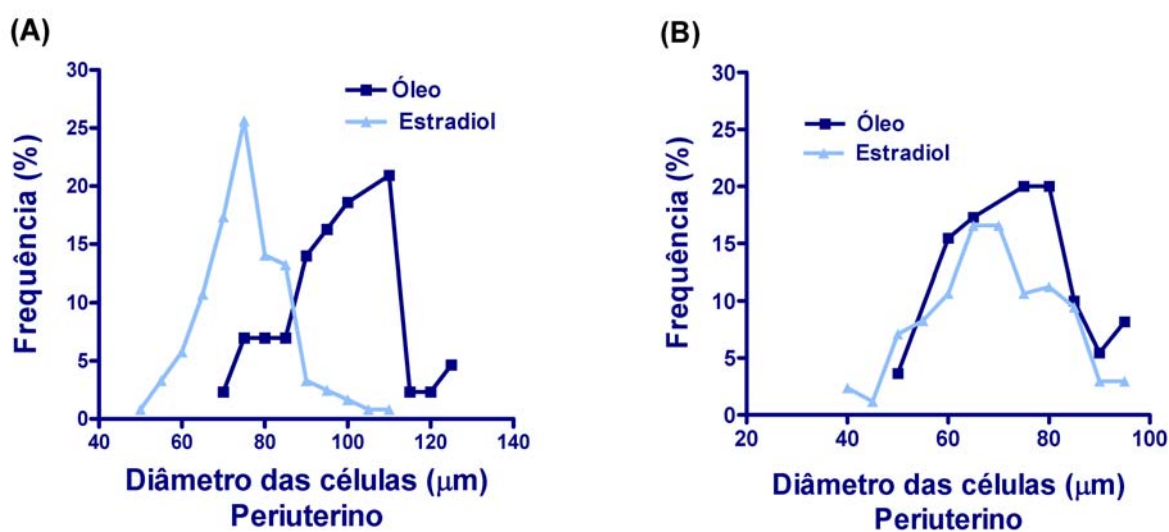 (A)
30
25
20
15
10
5
0
Frequência (%)
Óleo
Estradiol
40 60 80 100 120 140
Diâmetro das células (μm)
Periuterino
(B)
30
25
20
15
10
5
0
Frequência (%)
Óleo
Estradiol
20 40 60 80 100
Diâmetro das células (μm)
Periuterino